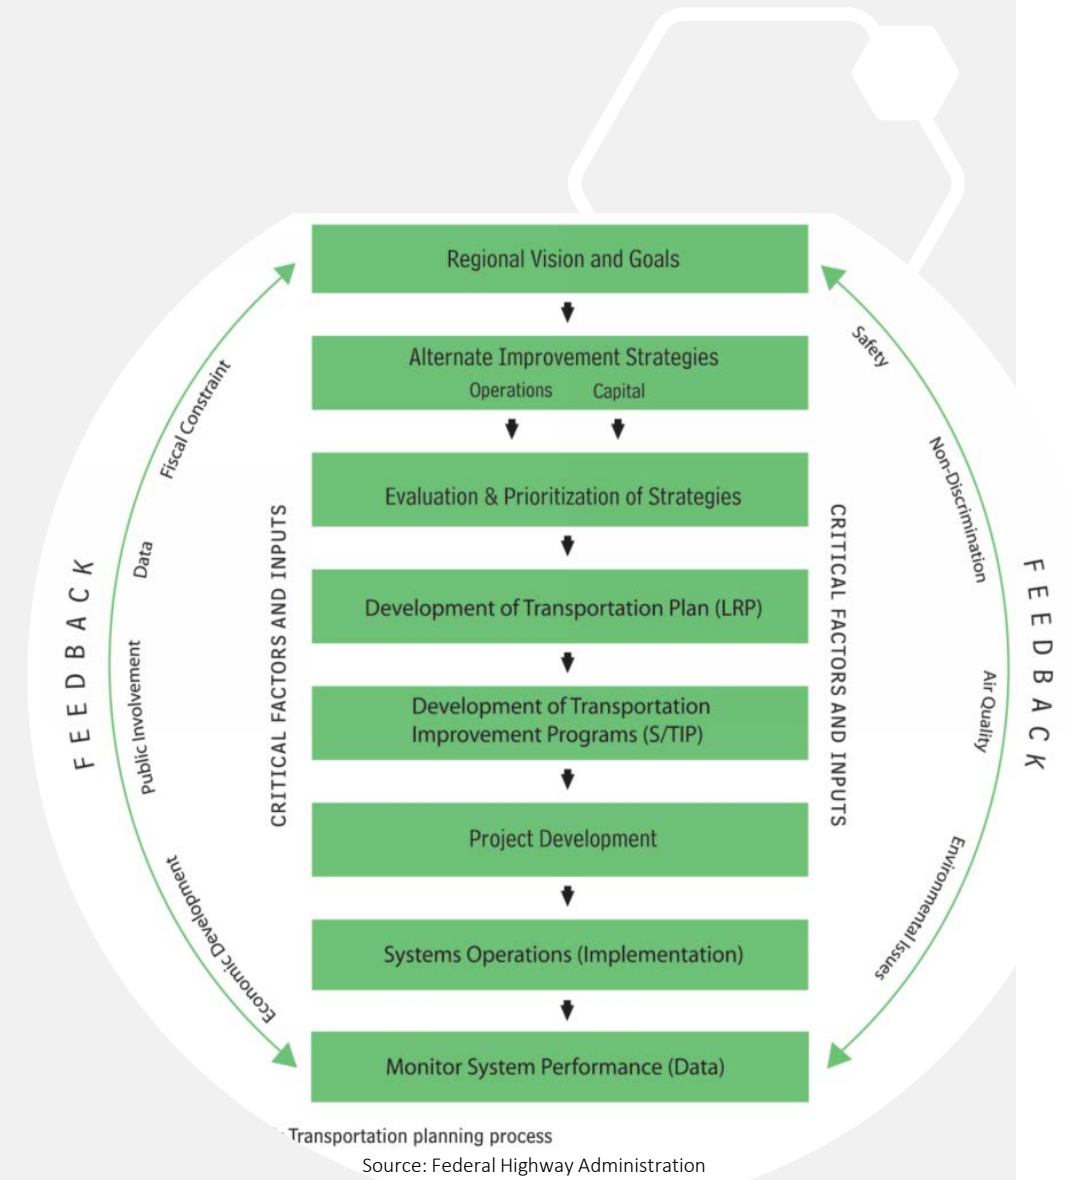 Regional Vision and Goals
Alternate Improvement Strategies
Operations Capital
Evaluation & Prioritization of Strategies
Development of Transportation Plan (LRP)
Development of Transportation
Improvement Programs (S/TIP)
Project Development
Systems Operations (Implementation)
Monitor System Performance (Data)
FEEDBACK
Fiscal Constraint
Data
Public Involvement
Economic Development
CRITICAL FACTORS AND INPUTS
CRITICAL FACTORS AND INPUTS
Safety
Non-Discrimination
Air Quality
Environmental Issues
FEEDBACK
Transportation planning process
Source: Federal Highway Administration